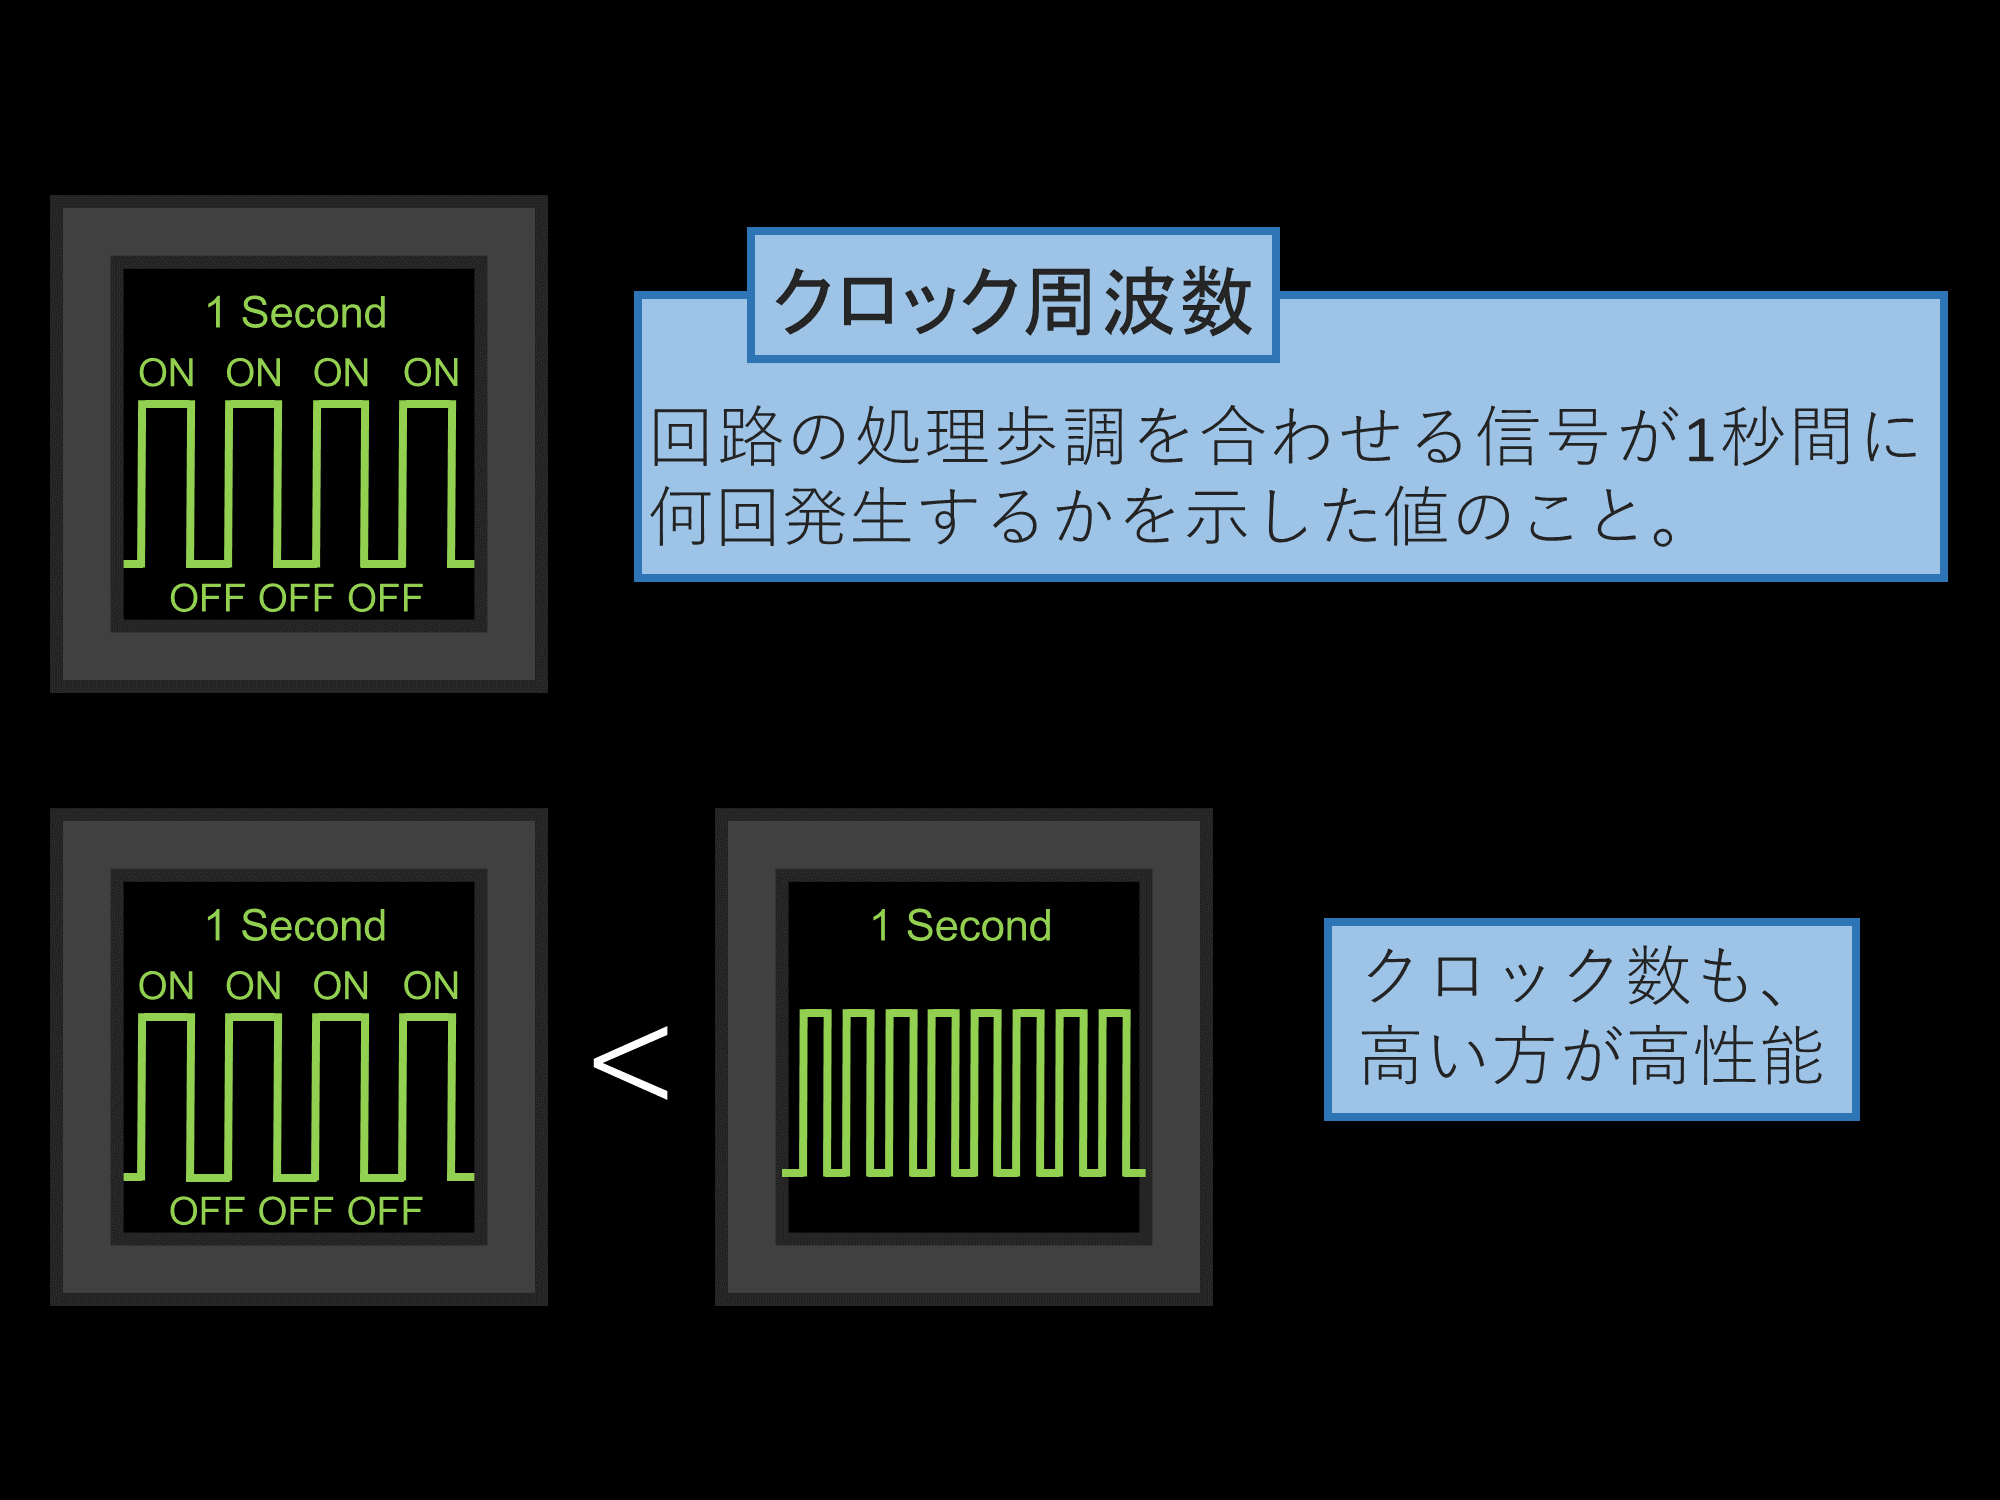 1 Second
ON ON ON ON
OFF OFF OFF
クロック周波数
回路の処理歩調を合わせる信号が1秒間に
何回発生するかを示した値のこと。
1 Second
ON ON ON ON
OFF OFF OFF
<
1 Second
クロック数も、
高い方が高性能